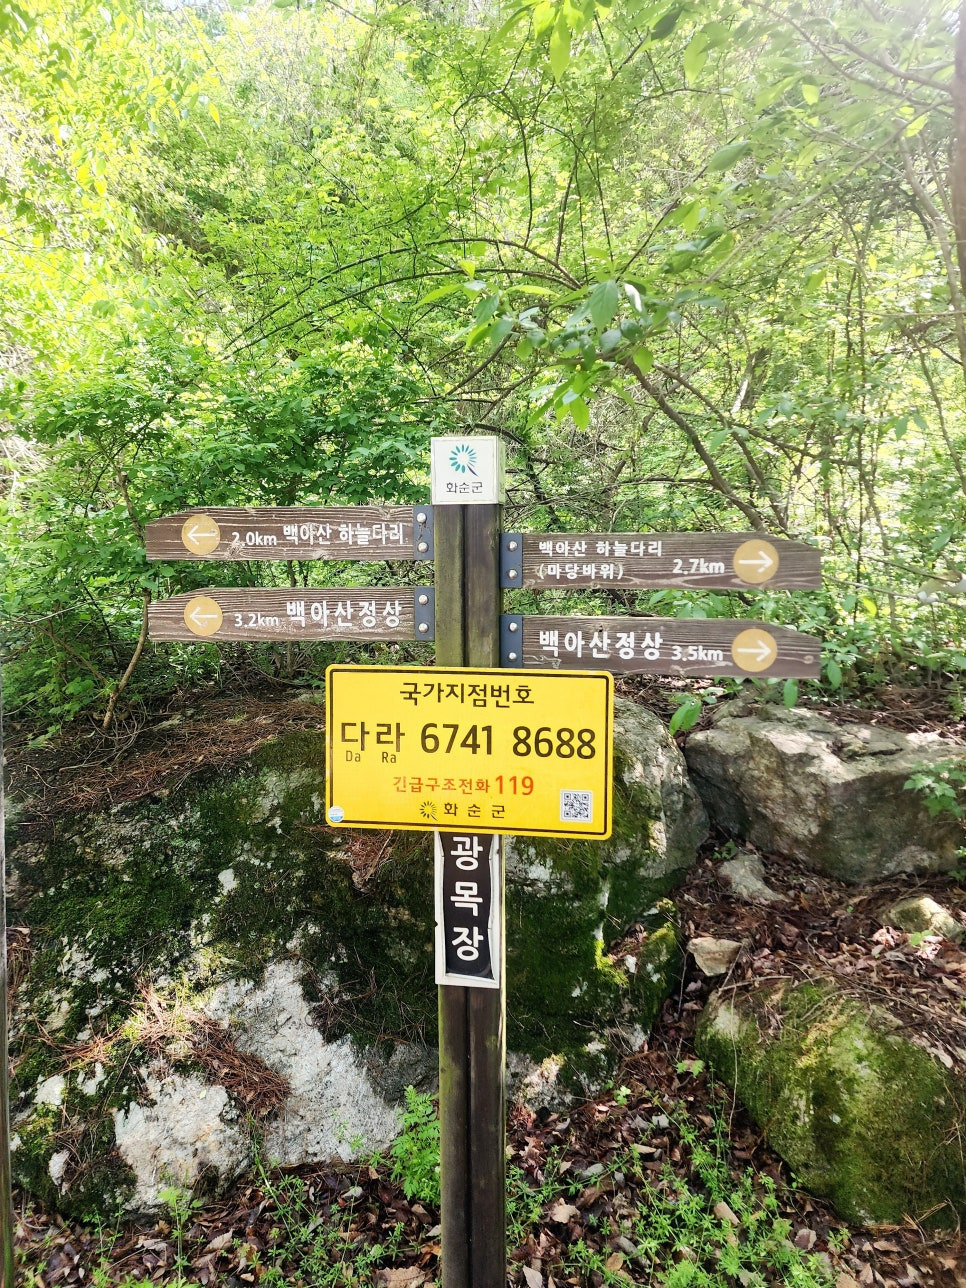 화순군
← 2.0km 백아산 하늘다리
← 3.2km 백아산정상
백아산 하늘다리
(마당바위) 2.7km →
백아산정상 3.5km →
국가지점번호
다라 6741 8688
Da Ra
긴급구조전화 119
화순군
광
목
장